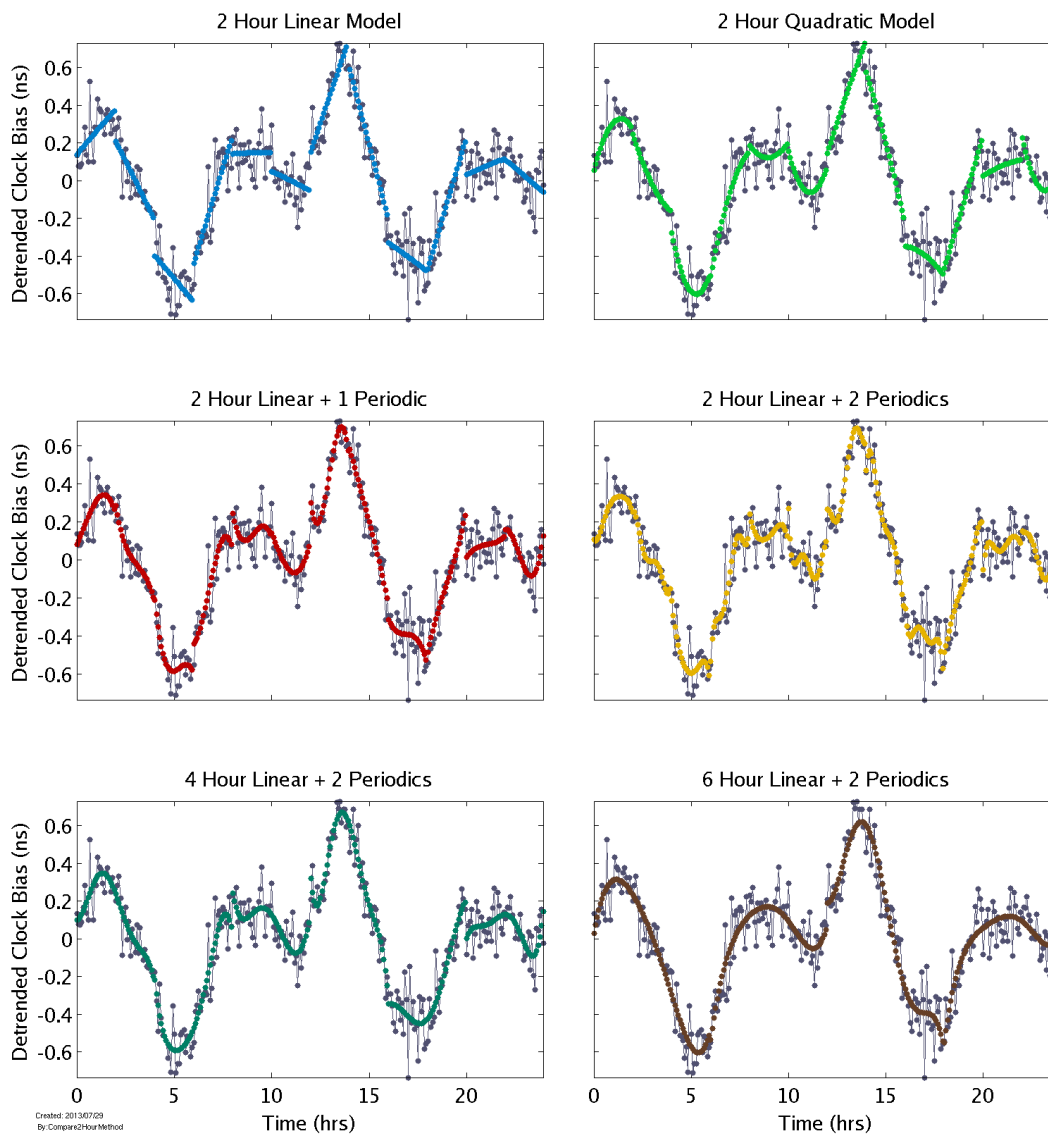 2 Hour Linear Model
2 Hour Quadratic Model
Detrended Clock Bias (ns)
0.6
0.4
0.2
0
-0.2
-0.4
-0.6
2 Hour Linear + 1 Periodic
2 Hour Linear + 2 Periodics
Detrended Clock Bias (ns)
0.6
0.4
0.2
0
-0.2
-0.4
-0.6
4 Hour Linear + 2 Periodics
6 Hour Linear + 2 Periodics
Detrended Clock Bias (ns)
0.6
0.4
0.2
0
-0.2
-0.4
-0.6
0 5 10 15 20
0 5 10 15 20
Time (hrs)
Time (hrs)
Created: 2013/07/29
By:Compare2HourMethod